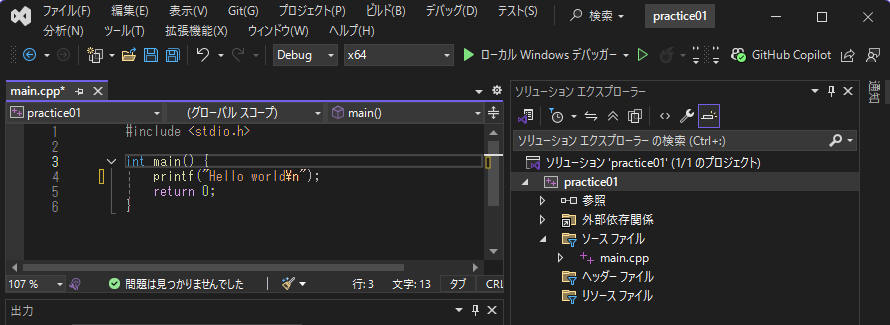 ファイル(F) 編集(E) 表示(V) Git(G) プロジェクト(P) ビルド(B) デバッグ(D) テスト(S) 検索 practice01
分析(N) ツール(T) 拡張機能(X) ウィンドウ(W) ヘルプ(H)
Debug x64 ローカル Windows デバッガー GitHub Copilot
main.cpp*
practice01 (グローバル スコープ) main()
1 #include <stdio.h>
2
3 int main() {
4 printf("Hello world¥n");
5 return 0;
6 }
107 % 問題は見つかりませんでした 行: 3 文字: 13 タブ CRL
出力
ソリューション エクスプローラー
ソリューション エクスプローラー の検索 (Ctrl+;)
ソリューション 'practice01' (1/1 のプロジェクト)
practice01
参照
外部依存関係
ソース ファイル
main.cpp
ヘッダー ファイル
リソース ファイル
通知